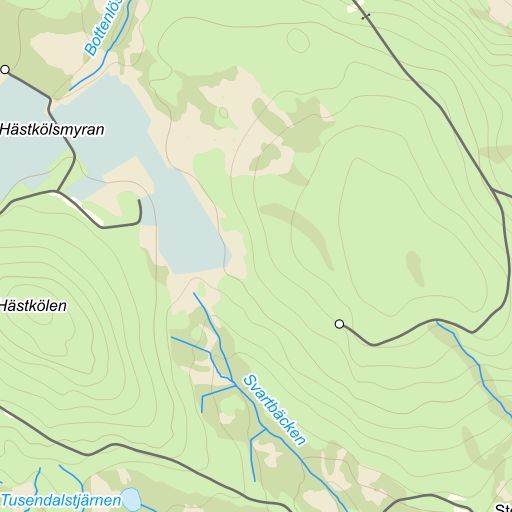 Hästkölsmyran
Hästkölen
Svartbäcken
Tusendalstjärnen